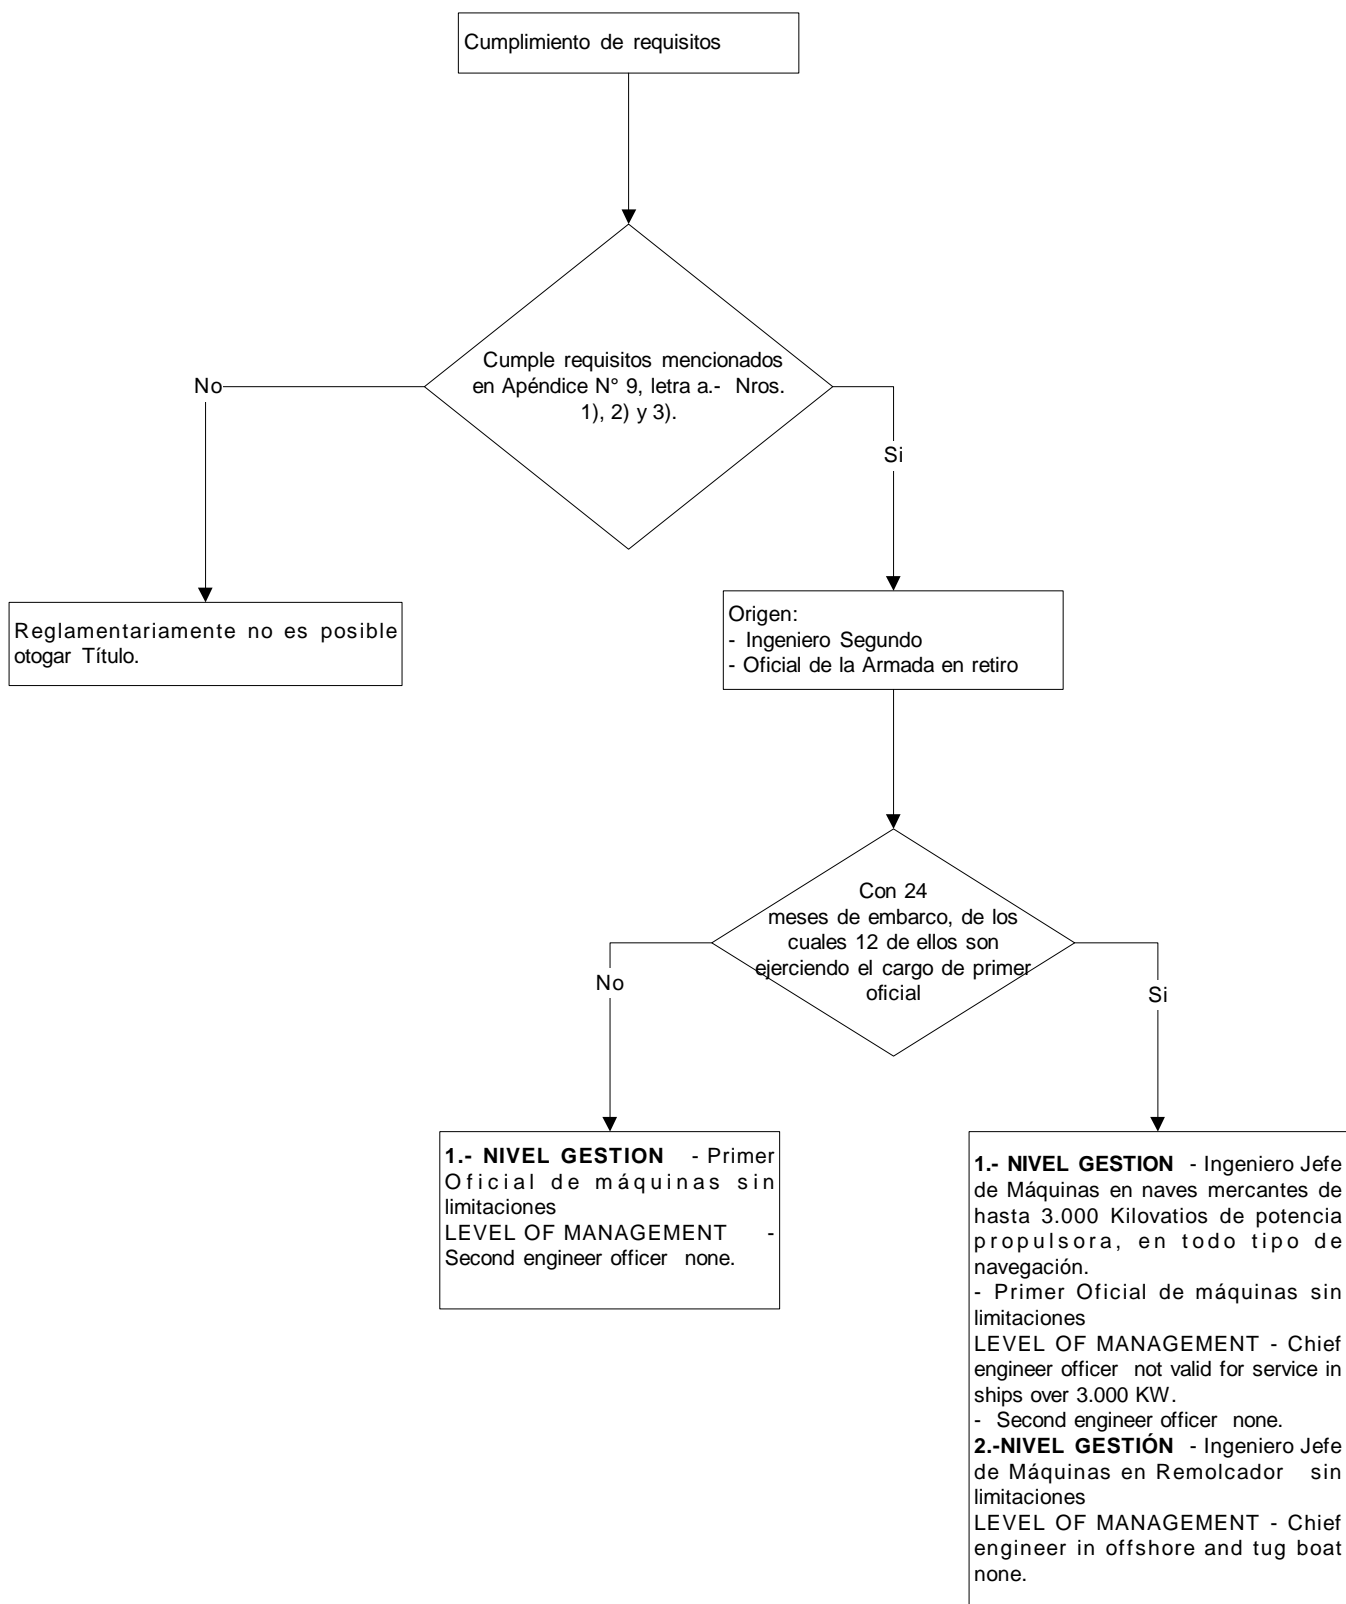 Cumplimiento de requisitos
Cumple requisitos mencionados
en Apéndice N° 9, letra a.- Nros.
1), 2) y 3).
No
Si
Reglamentariamente no es posible
otogar Título.
Origen:
- Ingeniero Segundo
- Oficial de la Armada en retiro
Con 24
meses de embarco, de los
cuales 12 de ellos son
ejerciendo el cargo de primer
oficial
No
Si
1.- NIVEL GESTION - Primer
Oficial de máquinas sin
limitaciones
LEVEL OF MANAGEMENT -
Second engineer officer none.
1.- NIVEL GESTION - Ingeniero Jefe
de Máquinas en naves mercantes de
hasta 3.000 Kilovatios de potencia
propulsora, en todo tipo de
navegación.
- Primer Oficial de máquinas sin
limitaciones
LEVEL OF MANAGEMENT - Chief
engineer officer not valid for service in
ships over 3.000 KW.
- Second engineer officer none.
2.-NIVEL GESTIÓN - Ingeniero Jefe
de Máquinas en Remolcador sin
limitaciones
LEVEL OF MANAGEMENT - Chief
engineer in offshore and tug boat
none.